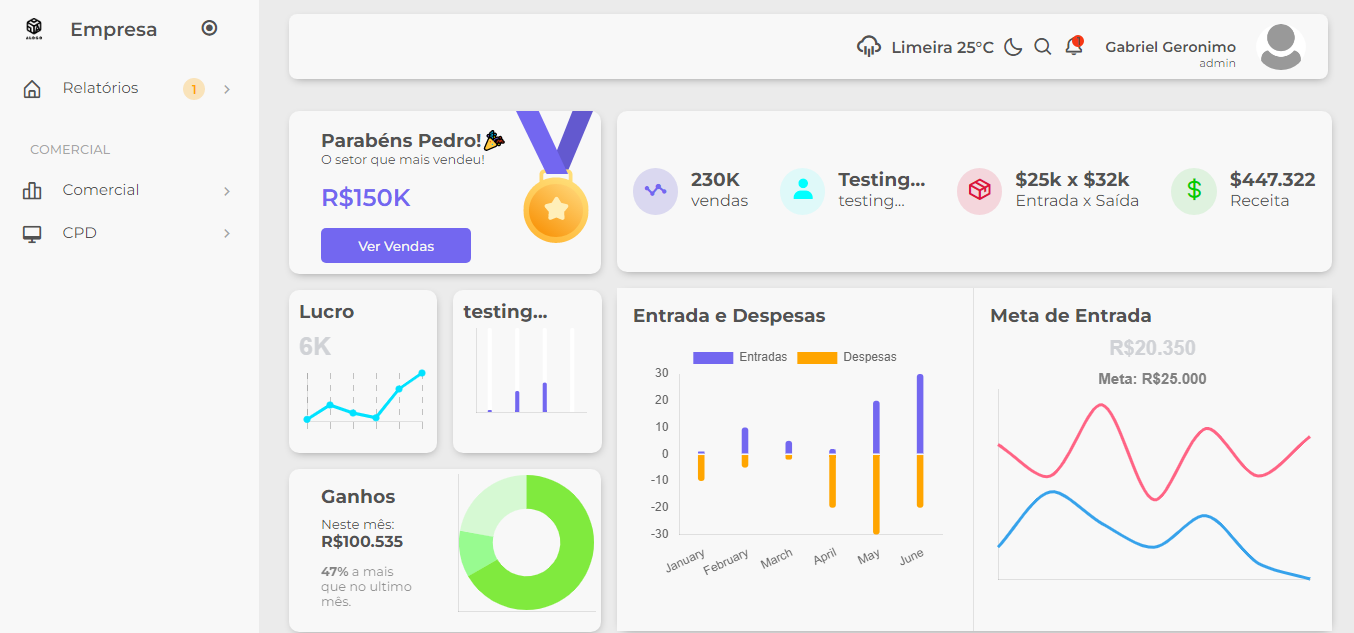 Empresa
Relatórios 1
COMERCIAL
Comercial
CPD
Limeira 25°C
Gabriel Geronimo
admin
Parabéns Pedro!
O setor que mais vendeu!
R$150K
Ver Vendas
230K
vendas
Testing...
testing...
$25k x $32k
Entrada x Saída
$447.322
Receita
Lucro
6K
testing...
Ganhos
Neste mês:
R$100.535
47% a mais
que no ultimo
mês.
Entrada e Despesas
Entradas Despesas
30
20
10
0
-10
-20
-30
January February March April May June
Meta de Entrada
R$20.350
Meta: R$25.000